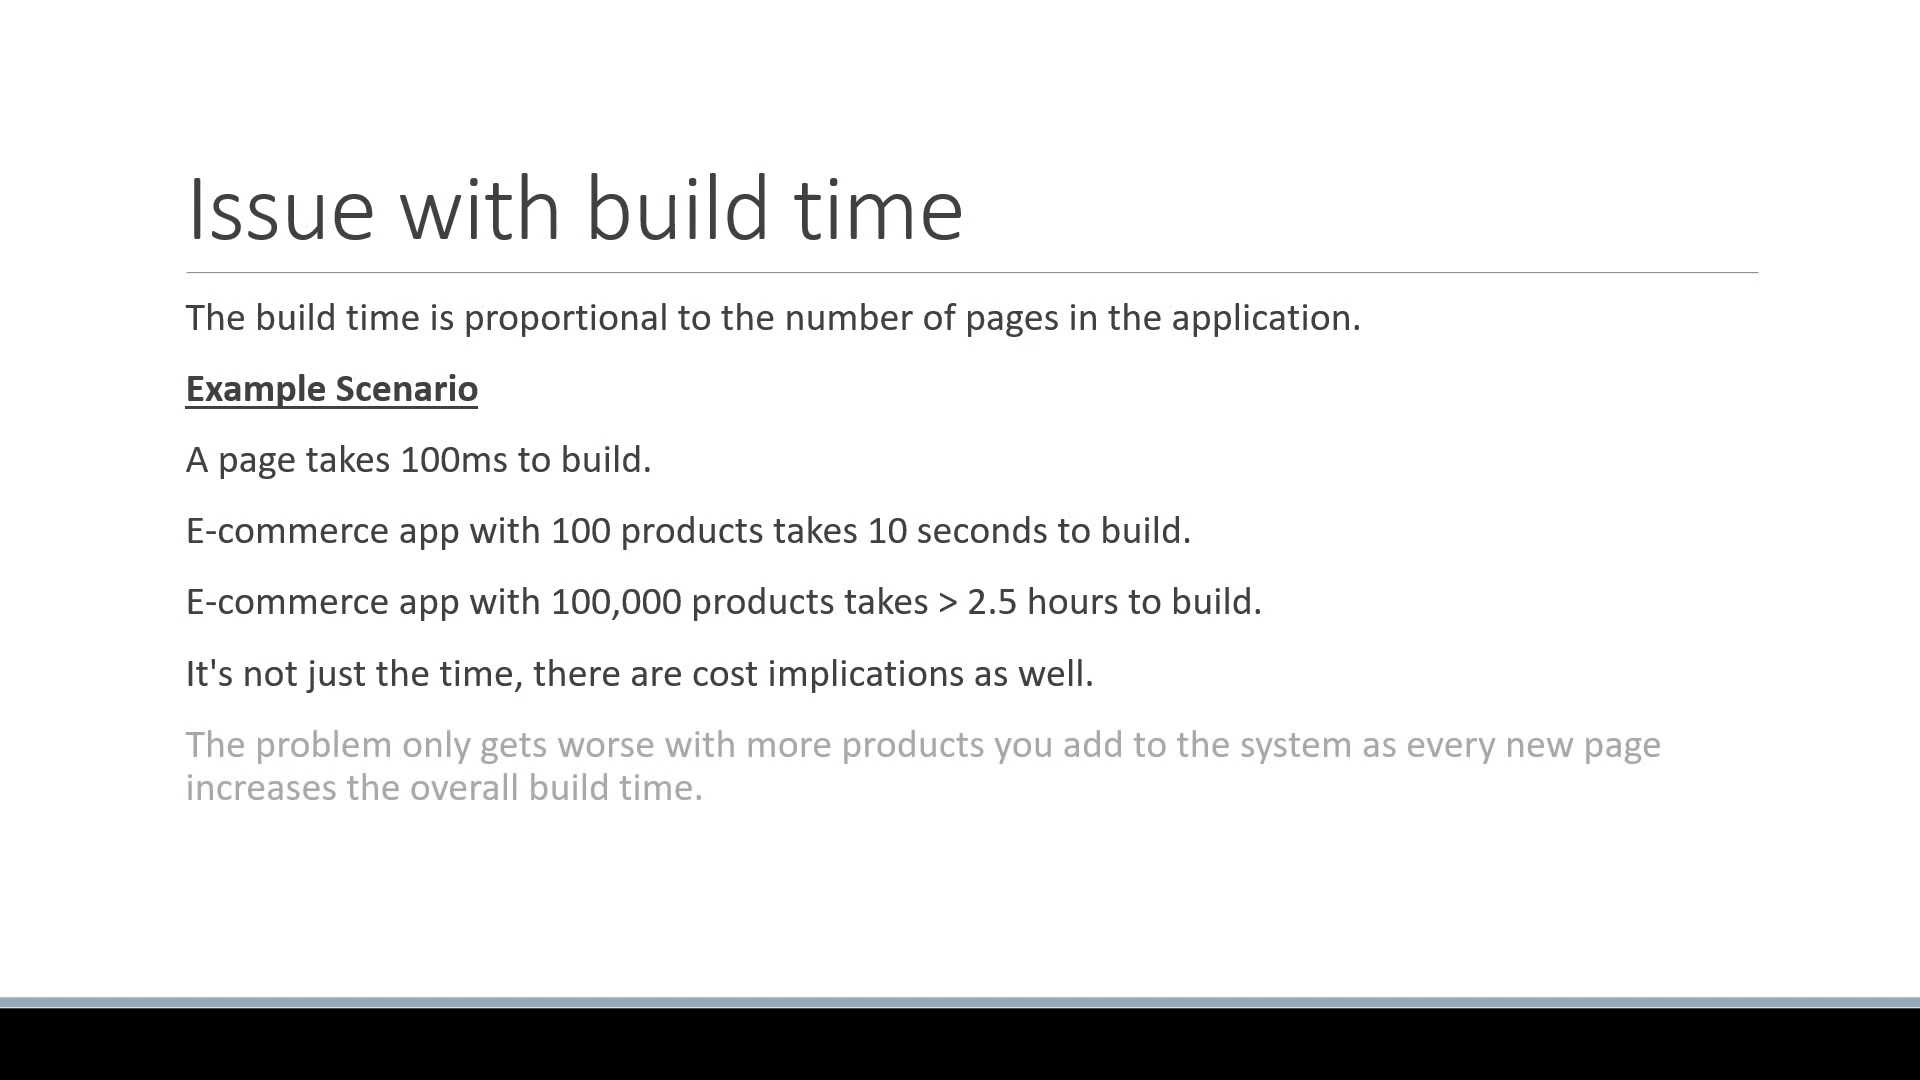 Issue with build time
The build time is proportional to the number of pages in the application.
Example Scenario
A page takes 100ms to build.
E-commerce app with 100 products takes 10 seconds to build.
E-commerce app with 100,000 products takes > 2.5 hours to build.
It's not just the time, there are cost implications as well.
The problem only gets worse with more products you add to the system as every new page
increases the overall build time.